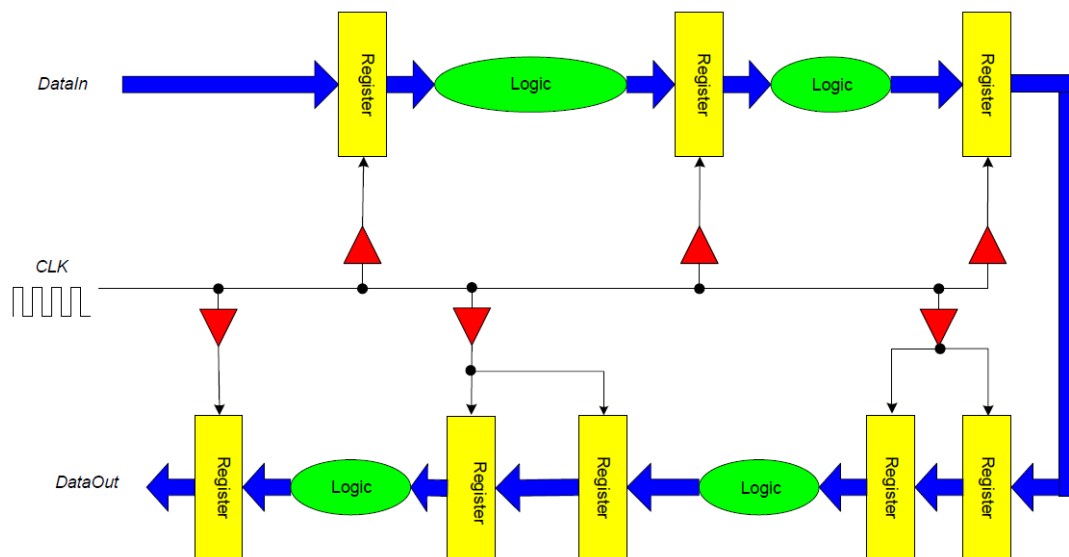 DataIn
Register
Logic
Register
Logic
Register
CLK
DataOut
Register
Logic
Register
Register
Logic
Register
Register